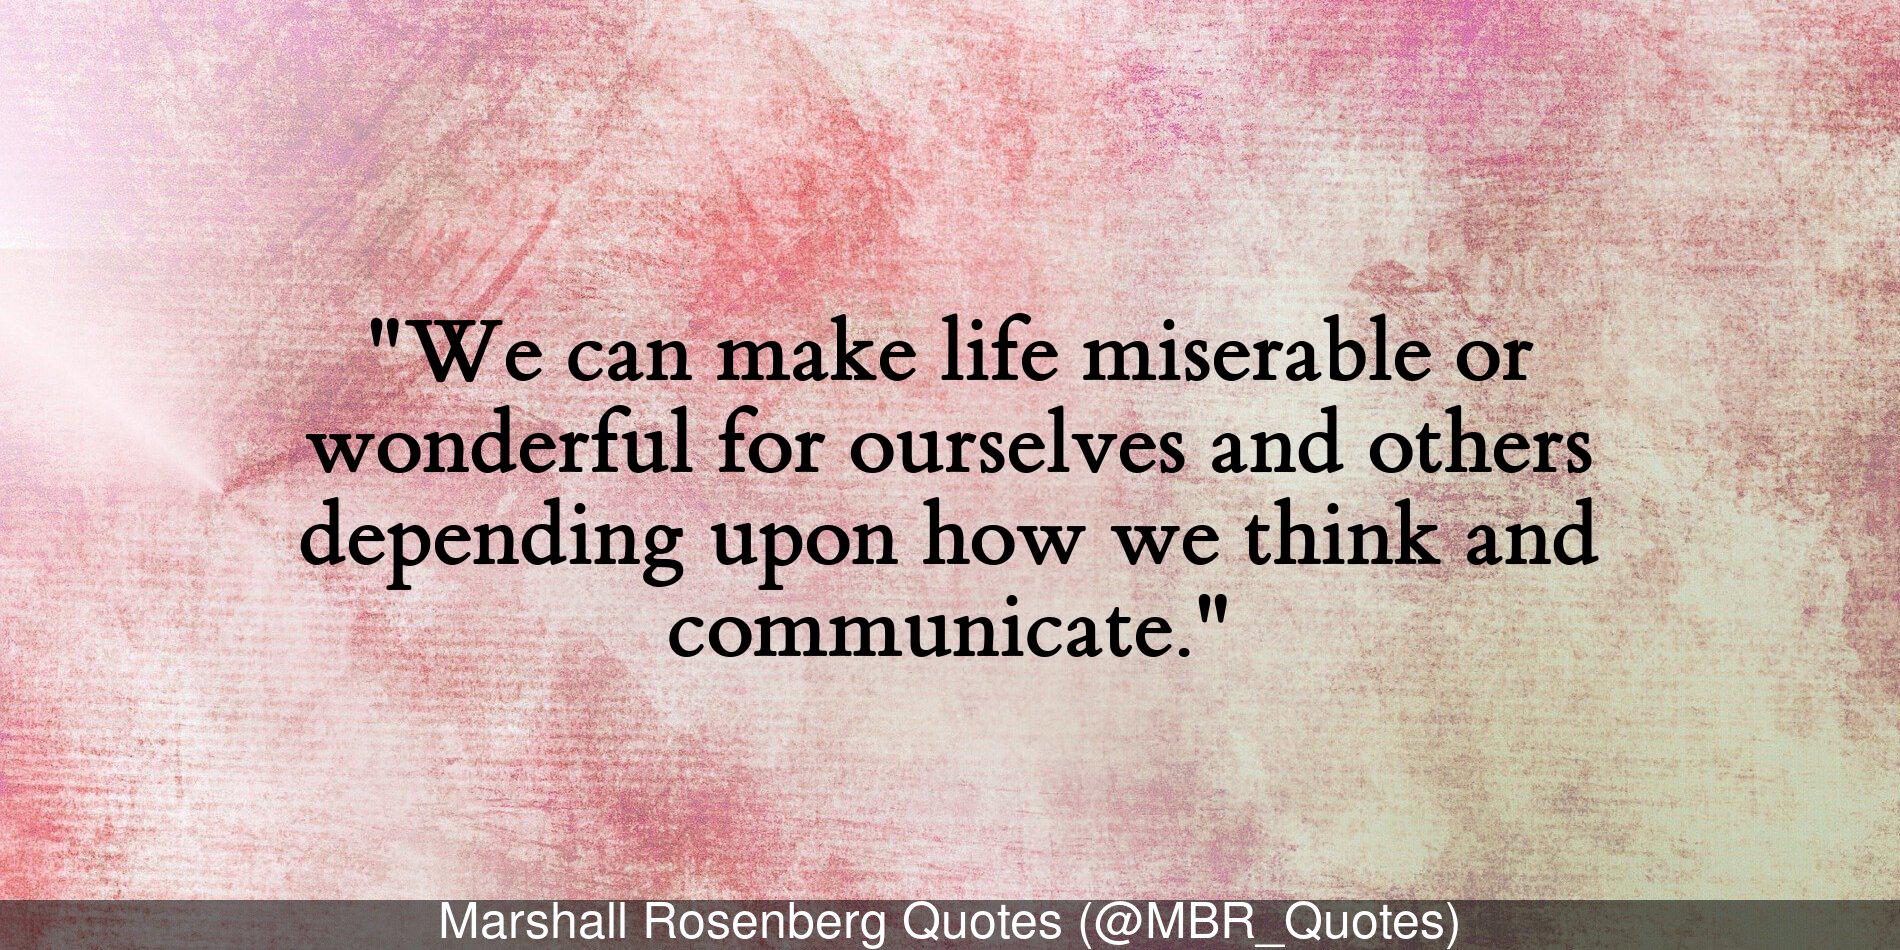 "We can make life miserable or
wonderful for ourselves and others
depending upon how we think and
communicate."
Marshall Rosenberg Quotes (@MBR_Quotes)